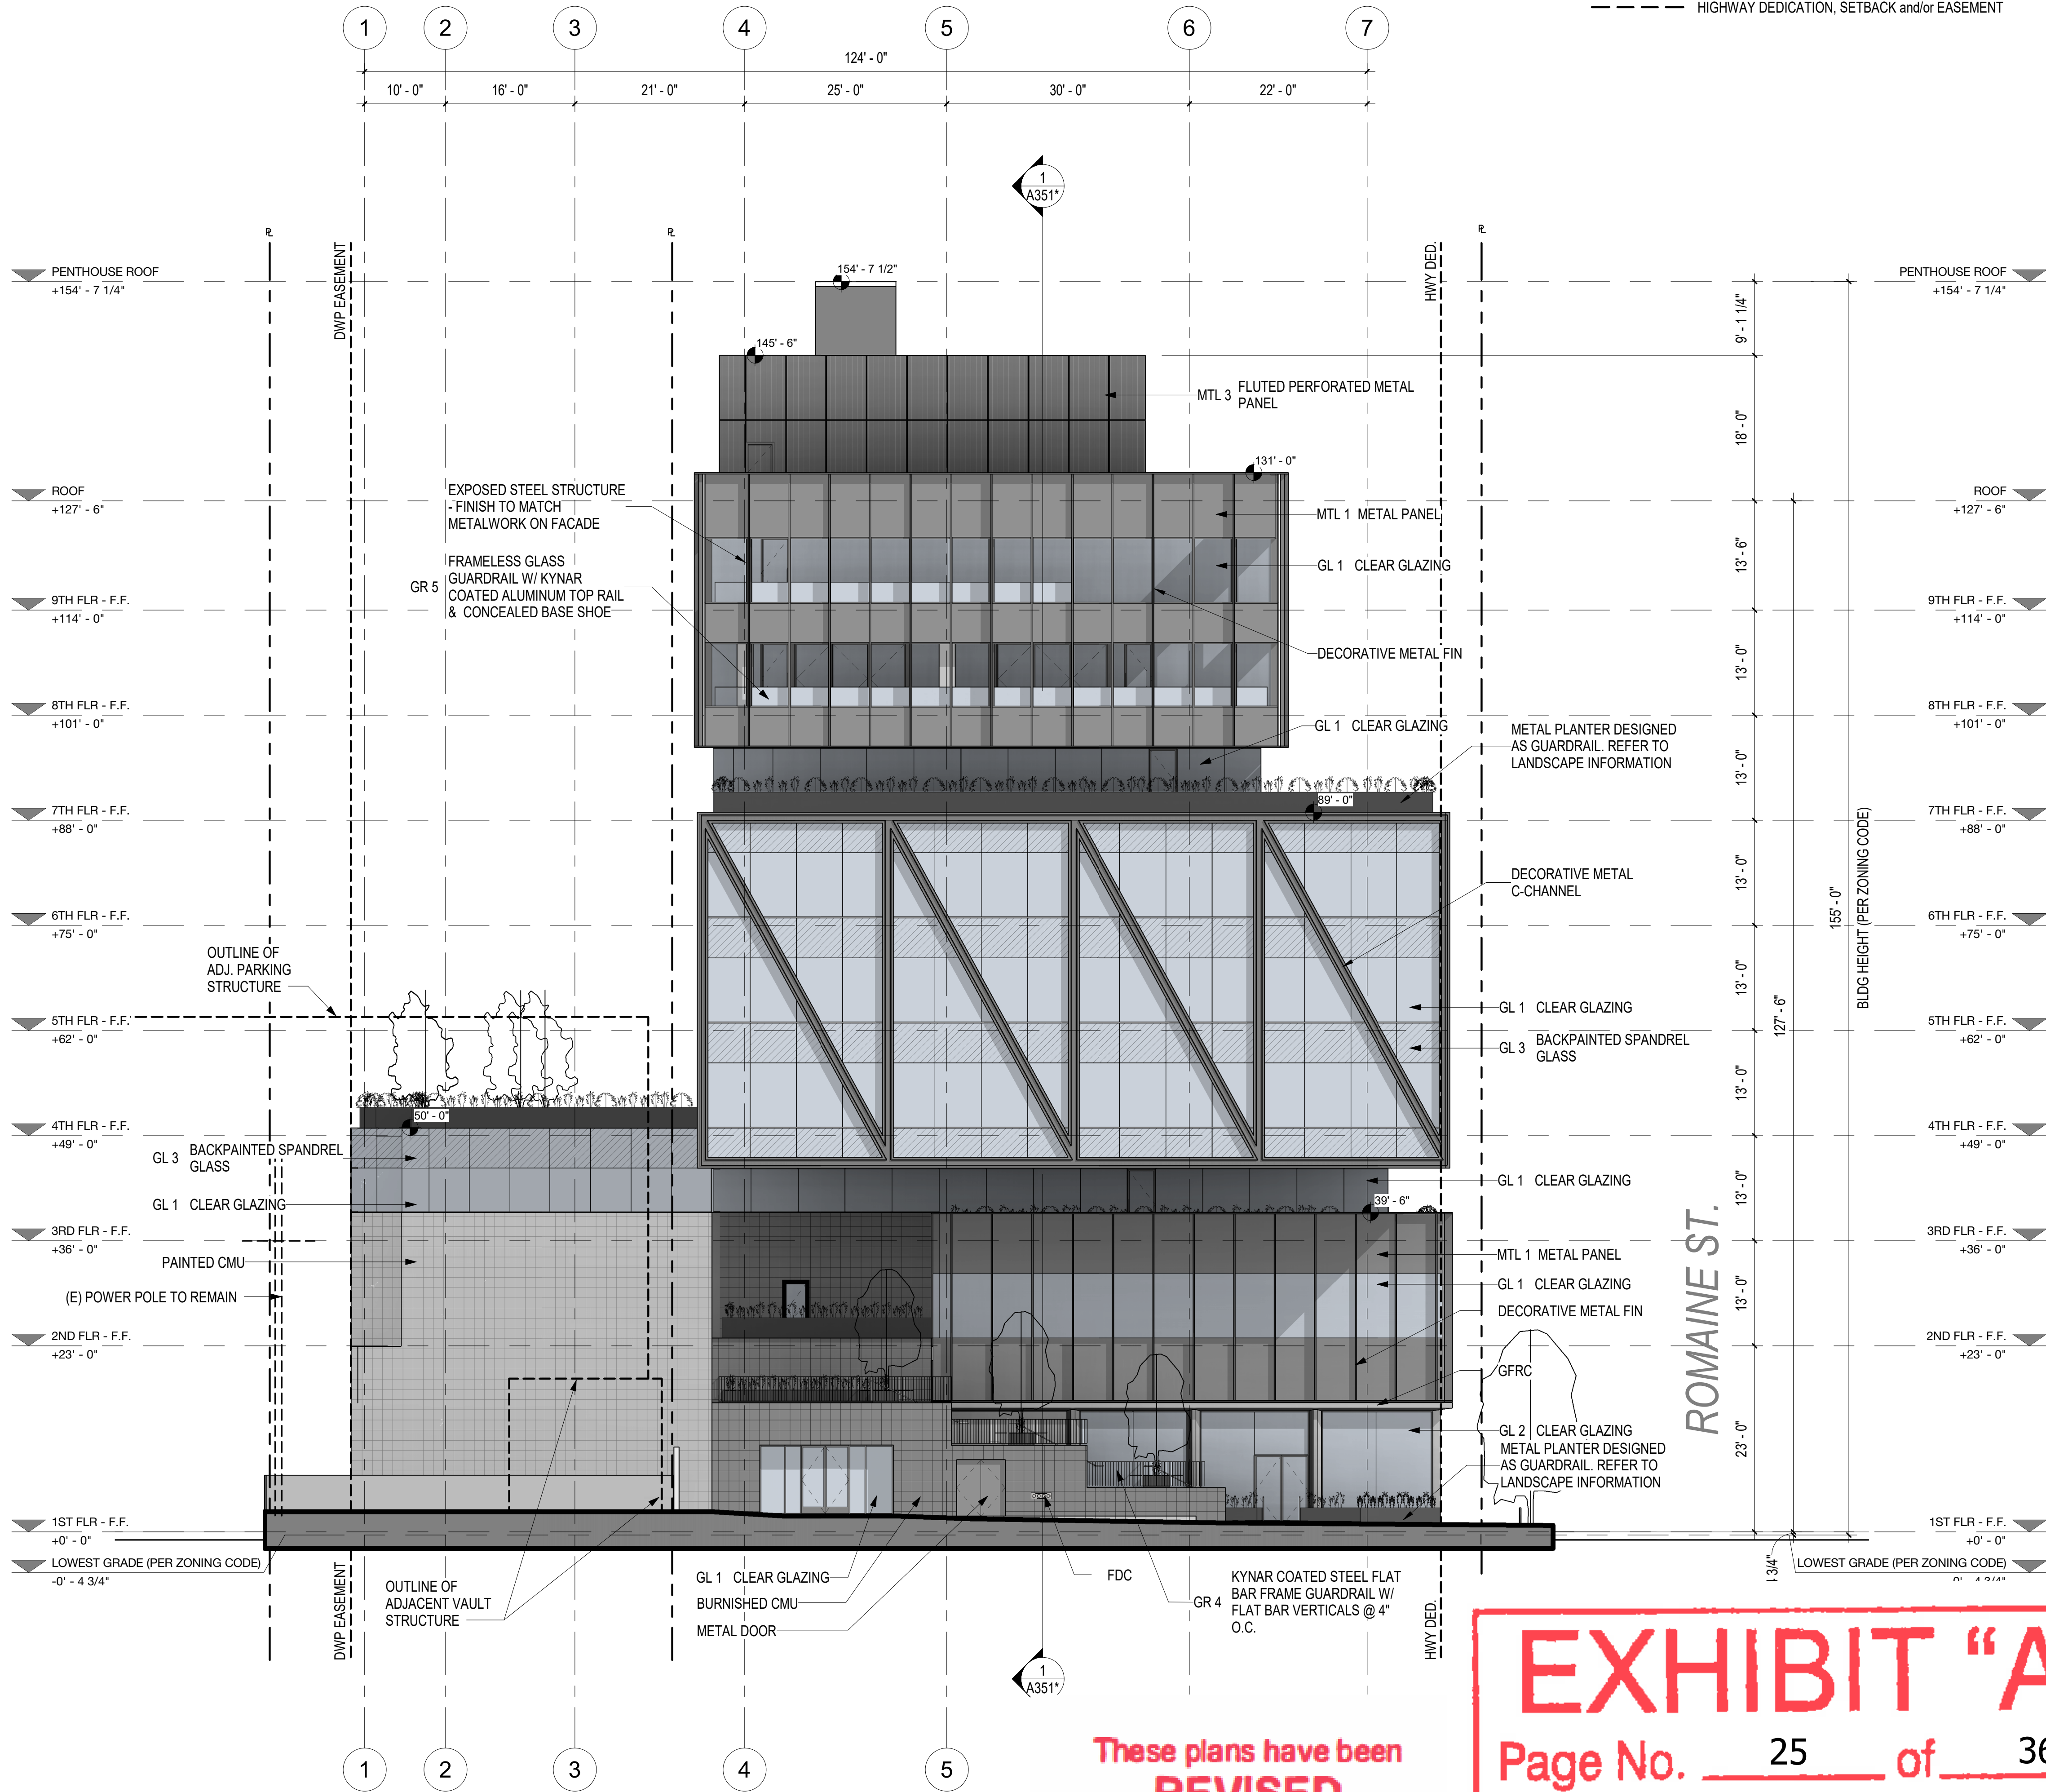 HIGHWAY DEDICATION, SETBACK and/or EASEMENT
1 2 3 4 5 6 7
124' - 0"
10' - 0" 16' - 0" 21' - 0" 25' - 0" 30' - 0" 22' - 0"
1
A351*
DWP EASEMENT
HWY DED.
PENTHOUSE ROOF
+154' - 7 1/4"
ROOF
+127' - 6"
9TH FLR - F.F.
+114' - 0"
8TH FLR - F.F.
+101' - 0"
7TH FLR - F.F.
+88' - 0"
6TH FLR - F.F.
+75' - 0"
5TH FLR - F.F.
+62' - 0"
4TH FLR - F.F.
+49' - 0"
3RD FLR - F.F.
+36' - 0"
2ND FLR - F.F.
+23' - 0"
1ST FLR - F.F.
+0' - 0"
LOWEST GRADE (PER ZONING CODE)
-0' - 4 3/4"
154' - 7 1/2"
145' - 6"
131' - 0"
89' - 0"
50' - 0"
39' - 6"
EXPOSED STEEL STRUCTURE
- FINISH TO MATCH
METALWORK ON FACADE
GR 5
FRAMELESS GLASS
GUARDRAIL W/ KYNAR
COATED ALUMINUM TOP RAIL
& CONCEALED BASE SHOE
OUTLINE OF
ADJ. PARKING
STRUCTURE
GL 3 BACKPAINTED SPANDREL
GLASS
GL 1 CLEAR GLAZING
PAINTED CMU
(E) POWER POLE TO REMAIN
MTL 3 FLUTED PERFORATED METAL
PANEL
MTL 1 METAL PANEL
GL 1 CLEAR GLAZING
DECORATIVE METAL FIN
GL 1 CLEAR GLAZING
METAL PLANTER DESIGNED
AS GUARDRAIL. REFER TO
LANDSCAPE INFORMATION
DECORATIVE METAL
C-CHANNEL
GL 1 CLEAR GLAZING
GL 3 BACKPAINTED SPANDREL
GLASS
GL 1 CLEAR GLAZING
MTL 1 METAL PANEL
GL 1 CLEAR GLAZING
DECORATIVE METAL FIN
GFRC
GL 2 CLEAR GLAZING
METAL PLANTER DESIGNED
AS GUARDRAIL. REFER TO
LANDSCAPE INFORMATION
ROMAINE ST.
9' - 1 1/4"
18' - 0"
13' - 6"
13' - 0"
13' - 0"
13' - 0"
13' - 0"
13' - 0"
13' - 0"
13' - 0"
13' - 0"
23' - 0"
127' - 6"
155' - 0"
BLDG HEIGHT (PER ZONING CODE)
3/4"
PENTHOUSE ROOF
+154' - 7 1/4"
ROOF
+127' - 6"
9TH FLR - F.F.
+114' - 0"
8TH FLR - F.F.
+101' - 0"
7TH FLR - F.F.
+88' - 0"
6TH FLR - F.F.
+75' - 0"
5TH FLR - F.F.
+62' - 0"
4TH FLR - F.F.
+49' - 0"
3RD FLR - F.F.
+36' - 0"
2ND FLR - F.F.
+23' - 0"
1ST FLR - F.F.
+0' - 0"
LOWEST GRADE (PER ZONING CODE)
DWP EASEMENT
OUTLINE OF
ADJACENT VAULT
STRUCTURE
GL 1 CLEAR GLAZING
BURNISHED CMU
METAL DOOR
FDC
GR 4
KYNAR COATED STEEL FLAT
BAR FRAME GUARDRAIL W/
FLAT BAR VERTICALS @ 4"
O.C.
HWY DED.
1
A351*
1 2 3 4 5
These plans have been
REVISED
EXHIBIT "A
Page No. 25 of 36